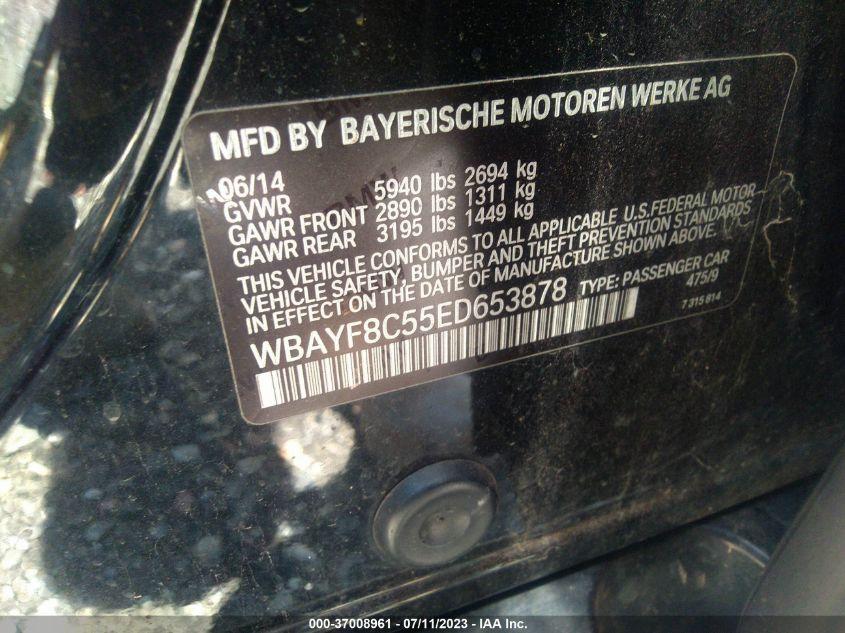 MFD BY BAYERISCHE MOTOREN WERKE AG
06/14
GVWR 5940 lbs 2694 kg
GAWR FRONT 2890 lbs 1311 kg
GAWR REAR 3195 lbs 1449 kg
THIS VEHICLE CONFORMS TO ALL APPLICABLE U.S.FEDERAL MOTOR
VEHICLE SAFETY, BUMPER AND THEFT PREVENTION STANDARDS
IN EFFECT ON THE DATE OF MANUFACTURE SHOWN ABOVE.
WBAYF8C55ED653878 TYPE: PASSENGER CAR
475/9
7 315 814
000-37008961 - 07/11/2023 - IAA Inc.